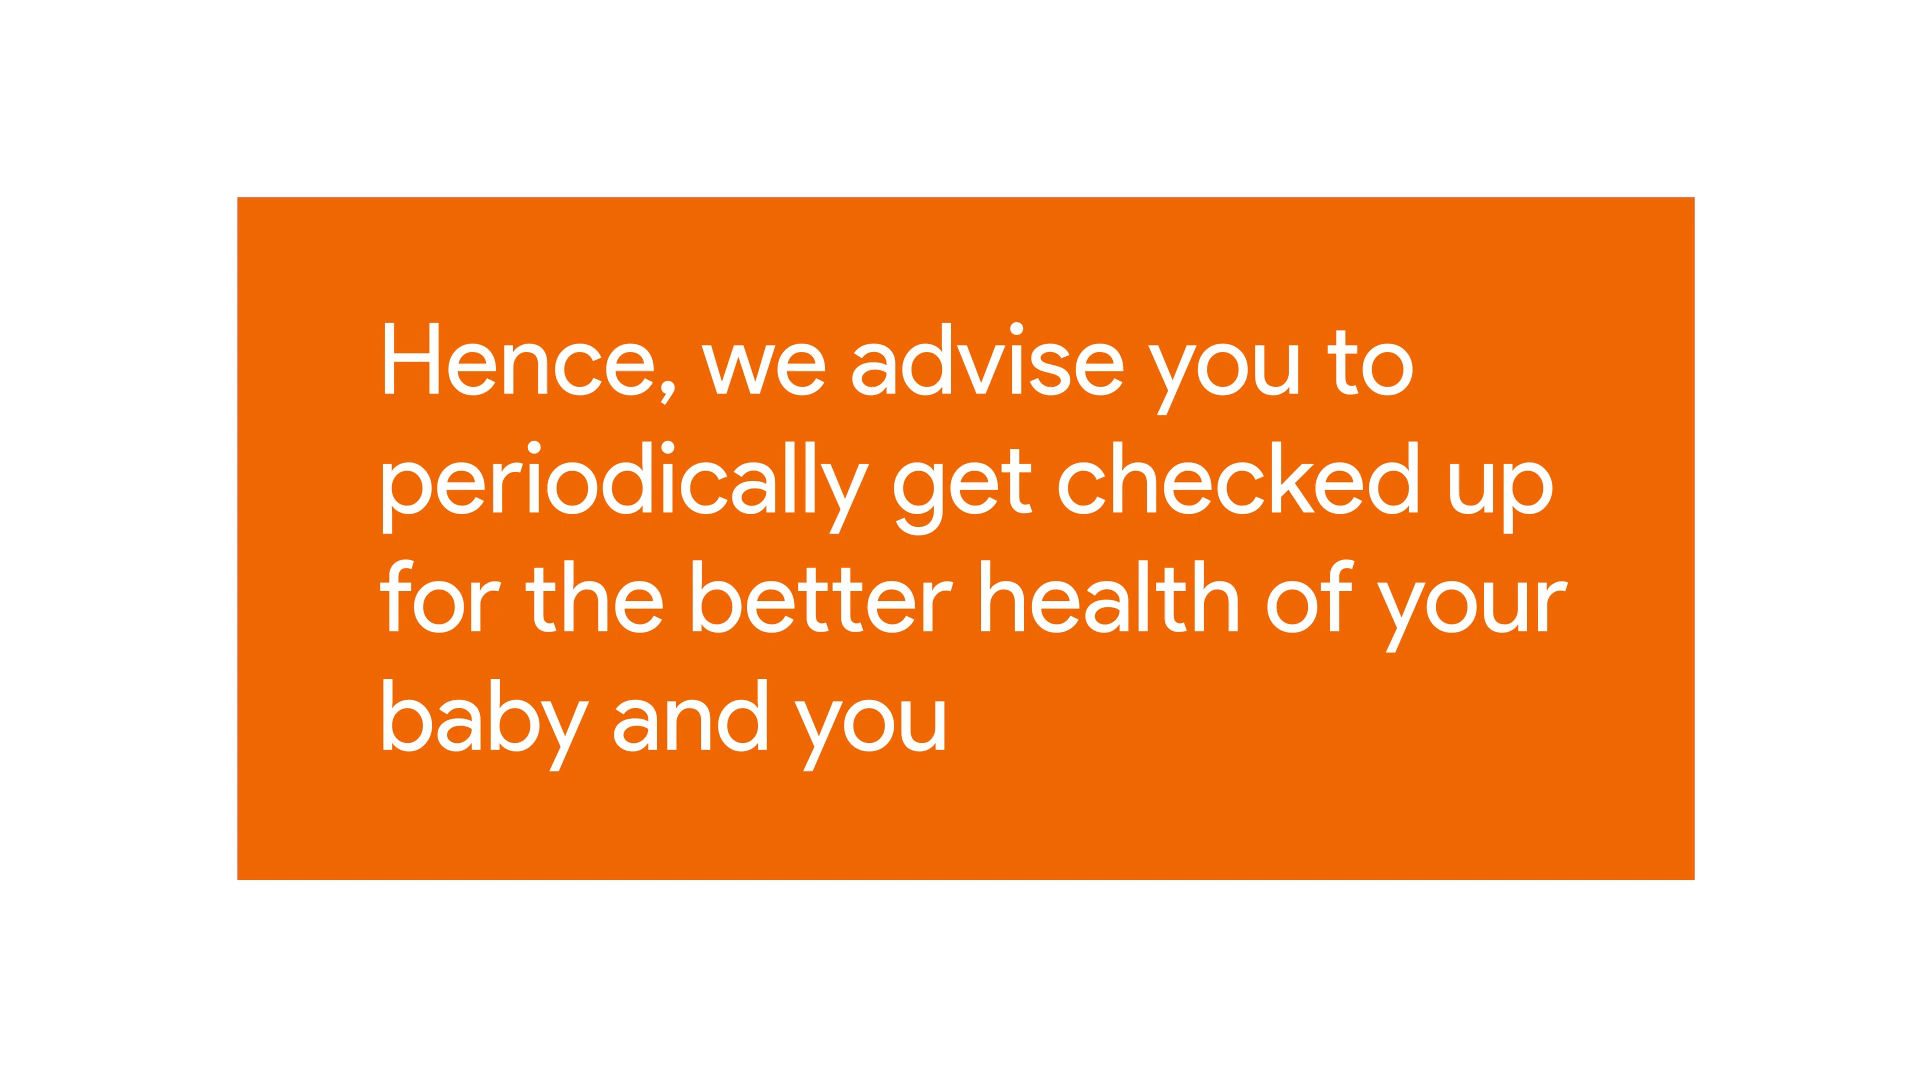 Hence, we advise you to
periodically get checked up
for the better health of your
baby and you